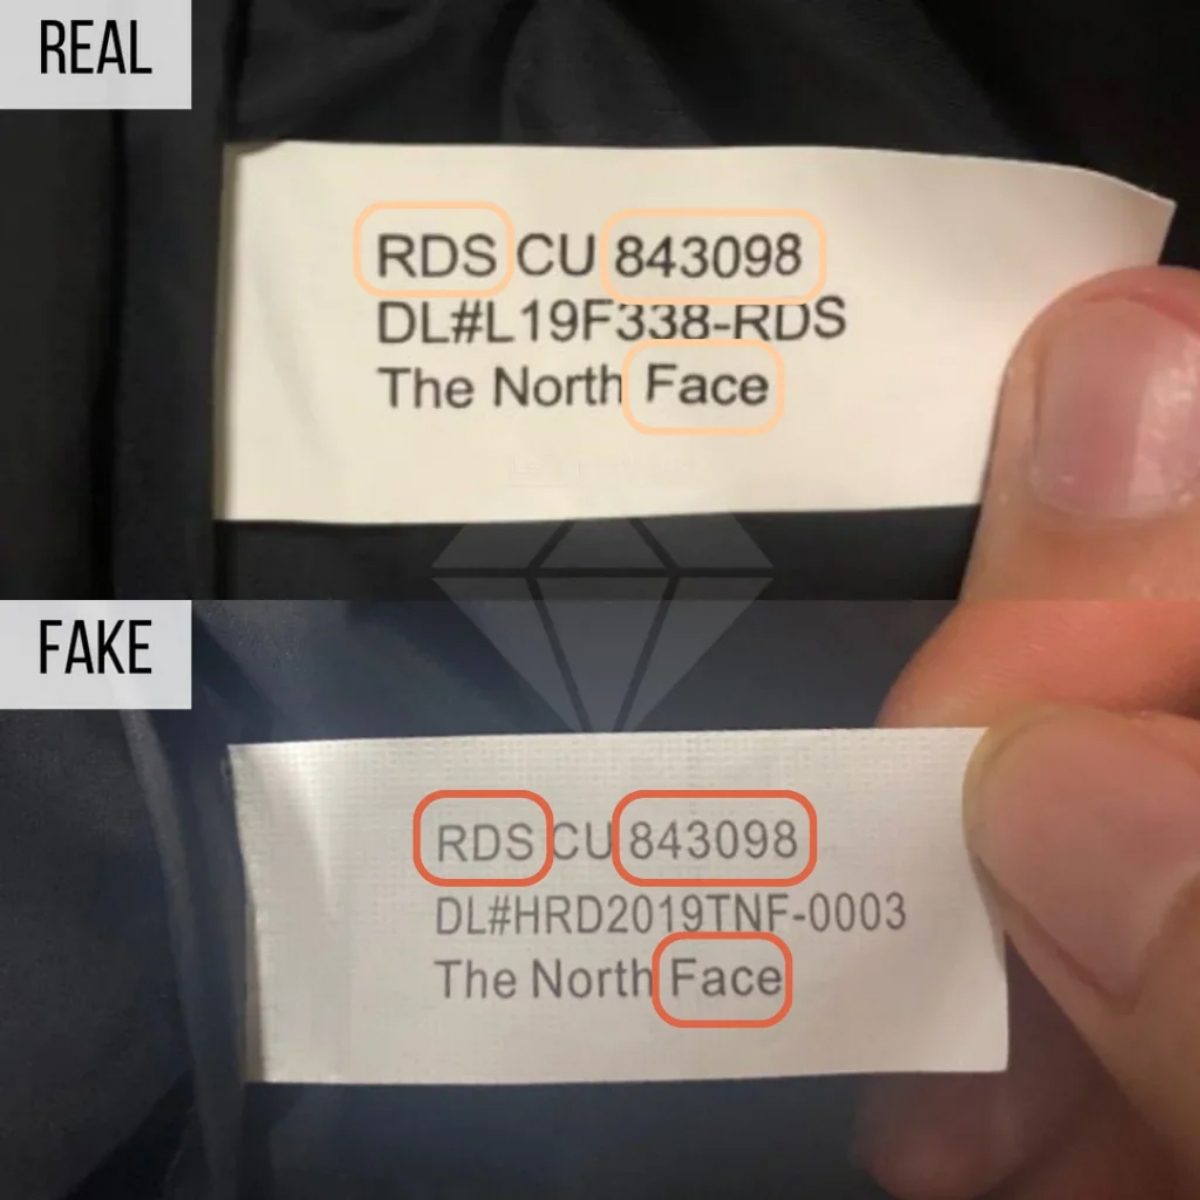 REAL
RDS CU 843098
DL#L19F338-RDS
The North Face
FAKE
RDS CU 843098
DL#HRD2019TNF-0003
The North Face